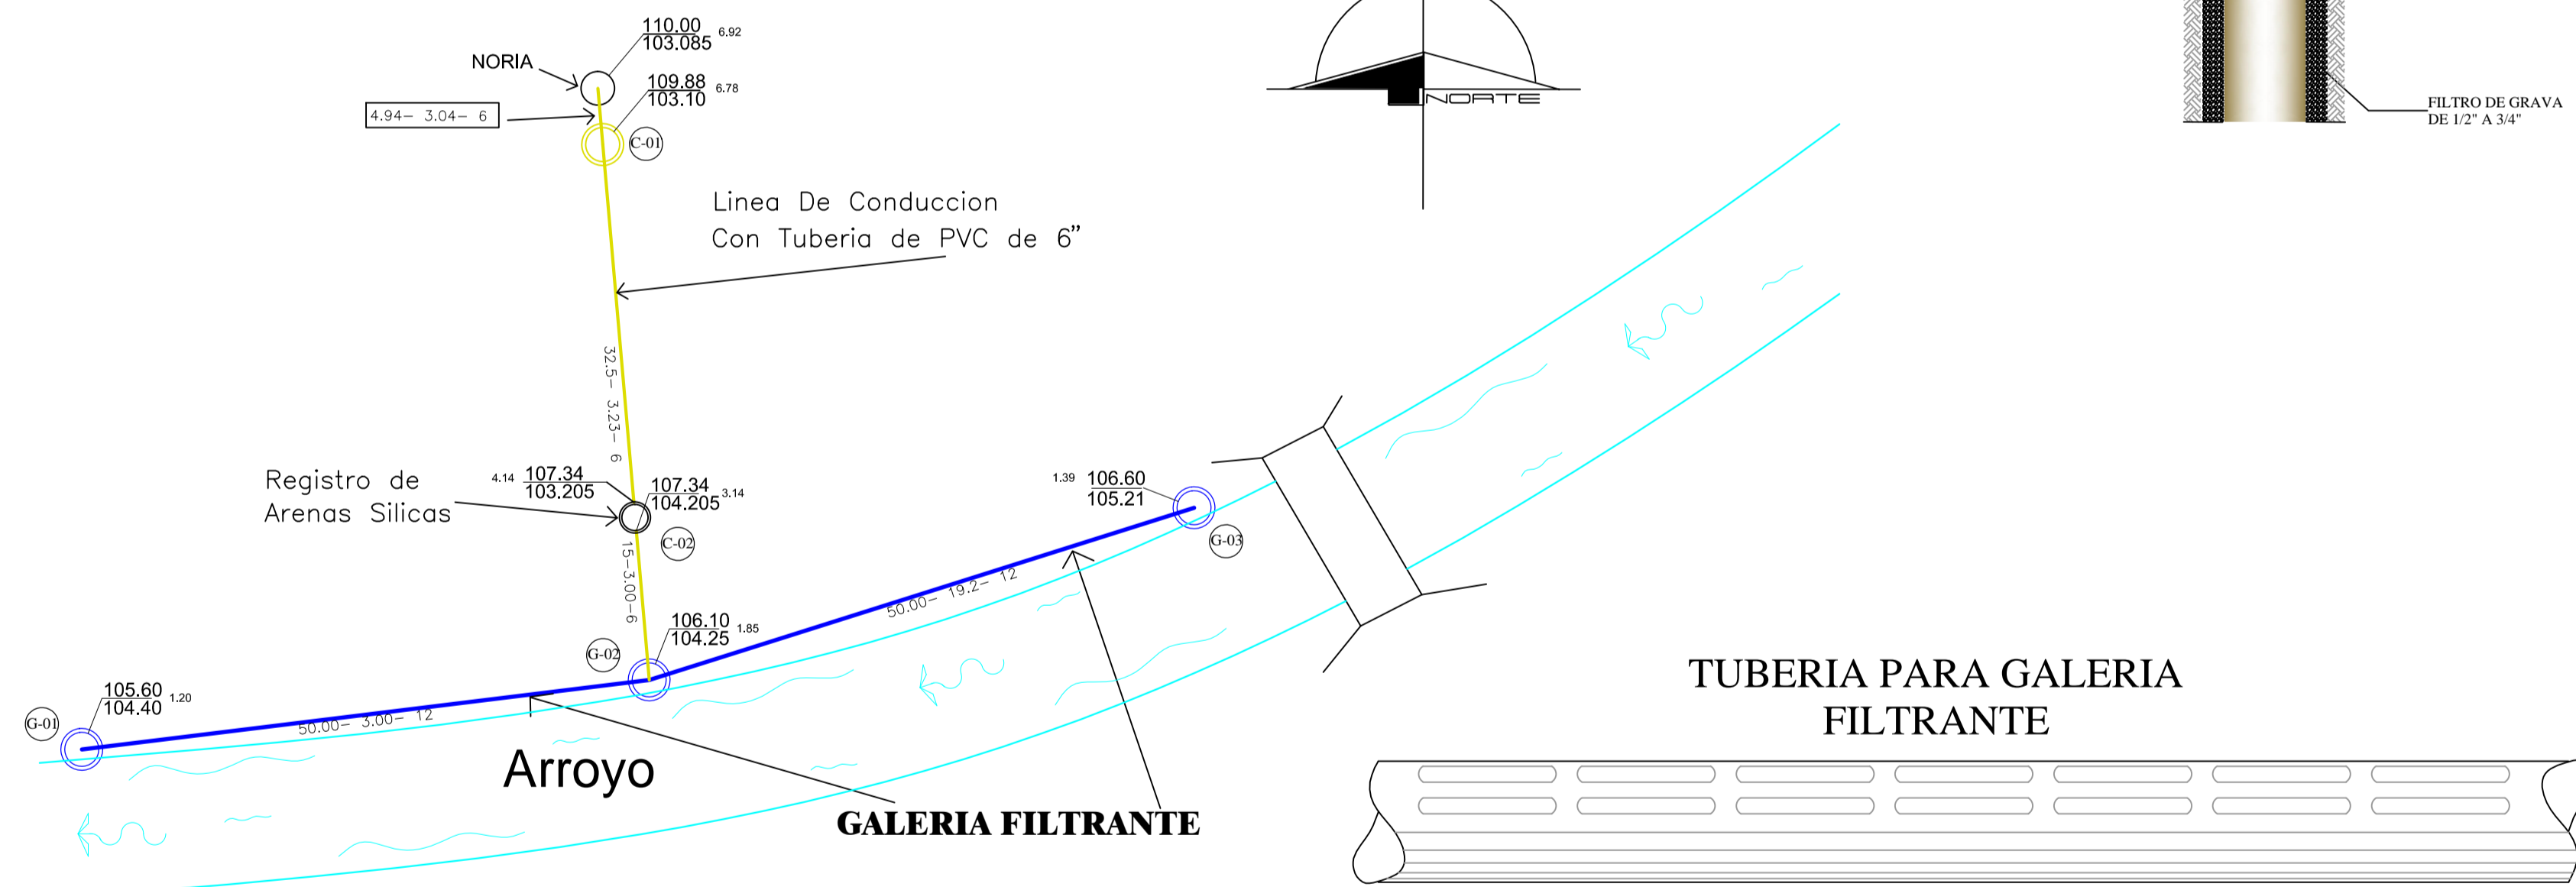 110.00
103.085
6.92
NORIA
109.88
103.10
6.78
4.94- 3.04- 6
C-01
NORTE
FILTRO DE GRAVA
DE 1/2" A 3/4"
Linea De Conduccion
Con Tuberia de PVC de 6”
32.5- 3.23- 6
Registro de
Arenas Silicas
4.14
107.34
103.205
107.34
104.205
3.14
C-02
15-3.00-6
1.39
106.60
105.21
G-03
50.00- 19.2- 12
106.10
104.25
1.85
G-02
105.60
104.40
1.20
G-01
50.00- 3.00- 12
Arroyo
GALERIA FILTRANTE
TUBERIA PARA GALERIA
FILTRANTE